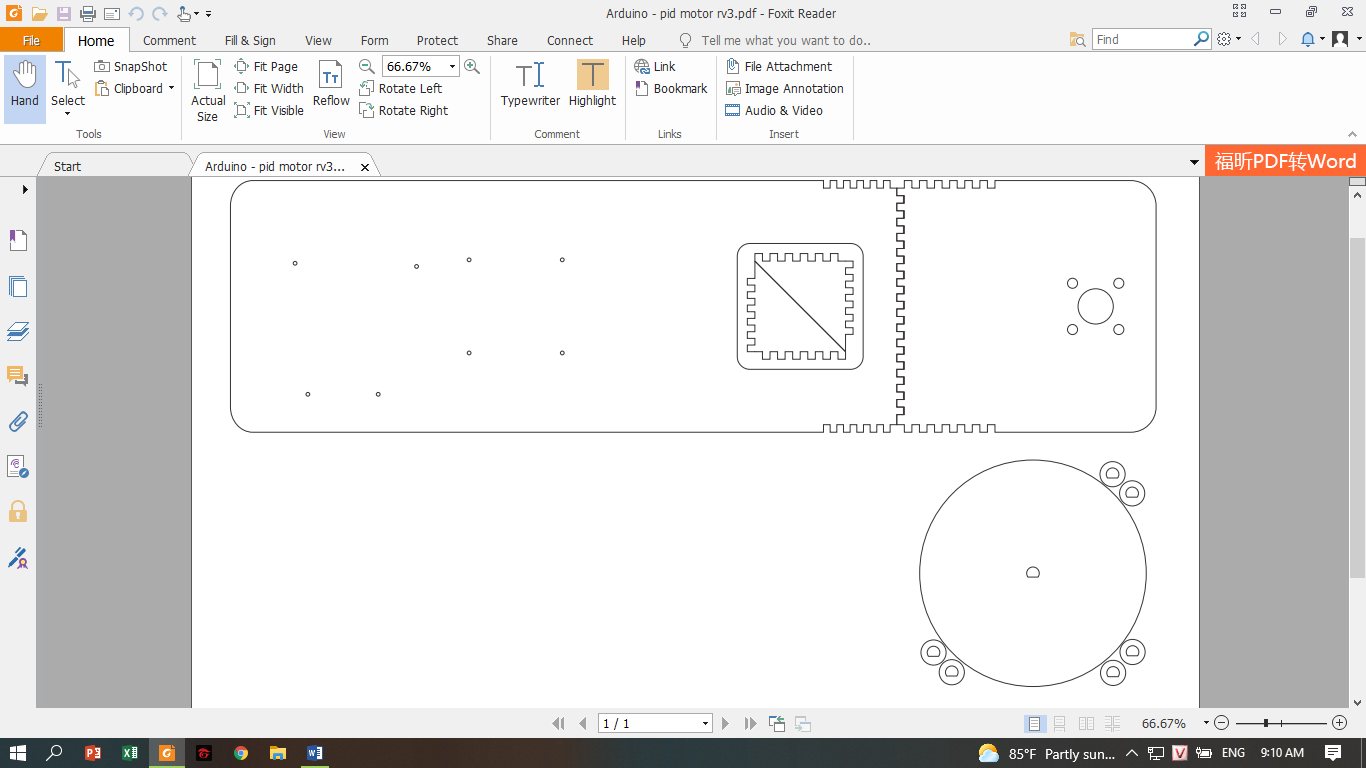 Arduino - pid motor rv3.pdf - Foxit Reader
File Home Comment Fill & Sign View Form Protect Share Connect Help Tell me what you want to do.. Find
Hand
Select
SnapShot
Clipboard
Tools
Actual
Size
Fit Page
Fit Width
Fit Visible
Reflow
66.67%
Rotate Left
Rotate Right
View
Typewriter
Highlight
Comment
Link
Bookmark
Links
File Attachment
Image Annotation
Audio & Video
Insert
Start
Arduino - pid motor rv3...
福昕PDF转Word
1 / 1
66.67%
85°F Partly sun... ENG 9:10 AM